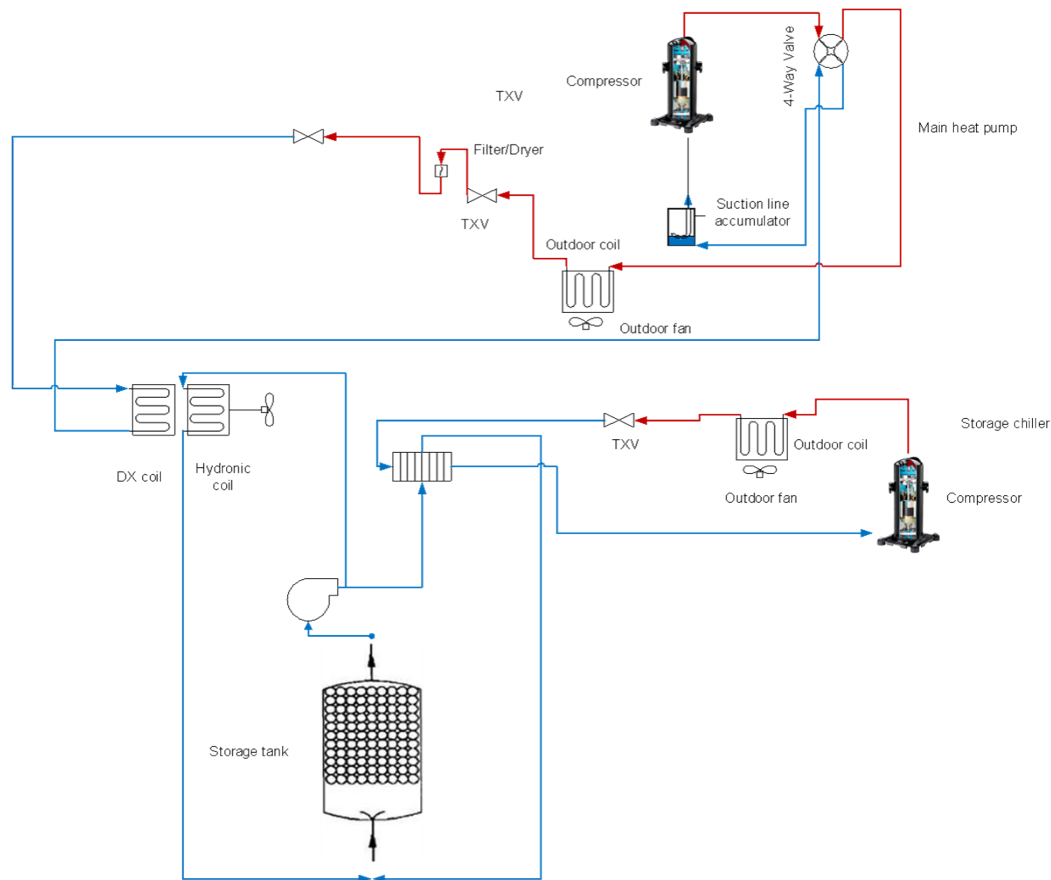 4-Way Valve
Compressor
TXV
Main heat pump
Filter/Dryer
Suction line
accumulator
TXV
Outdoor coil
Outdoor fan
Storage chiller
TXV
Outdoor coil
DX coil
Hydronic
coil
Outdoor fan
Compressor
Storage tank